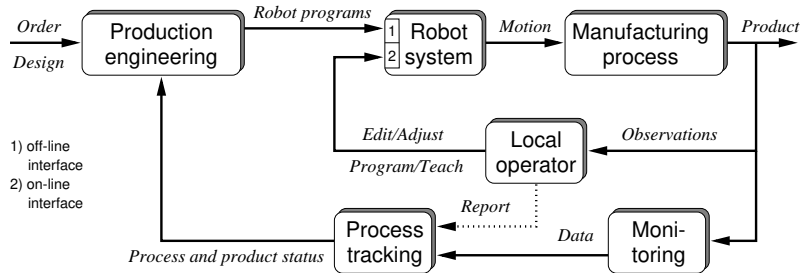 Order
Design
Production
engineering
Robot programs
1
2
Robot
system
Motion
Manufacturing
process
Product
1) off-line
interface
2) on-line
interface
Edit/Adjust
Program/Teach
Local
operator
Observations
Report
Process and product status
Process
tracking
Data
Moni-
toring